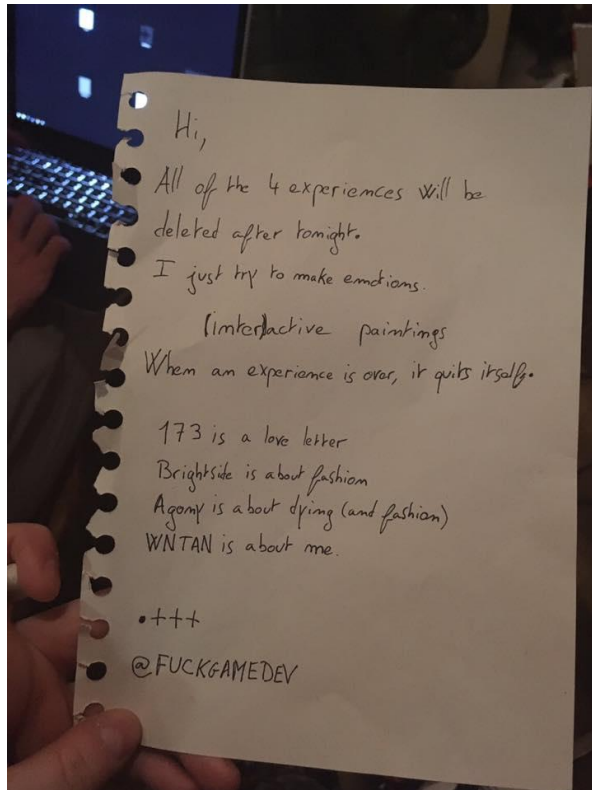 Hi,
All of the 4 experiences will be
deleted after tonight.
I just try to make emotions.
(inter)active paintings
When an experience is over, it quits itself.
173 is a love letter
Brightside is about fashion
Agony is about dying (and fashion)
WNTAN is about me.
•+++
@FUCKGAMEDEV